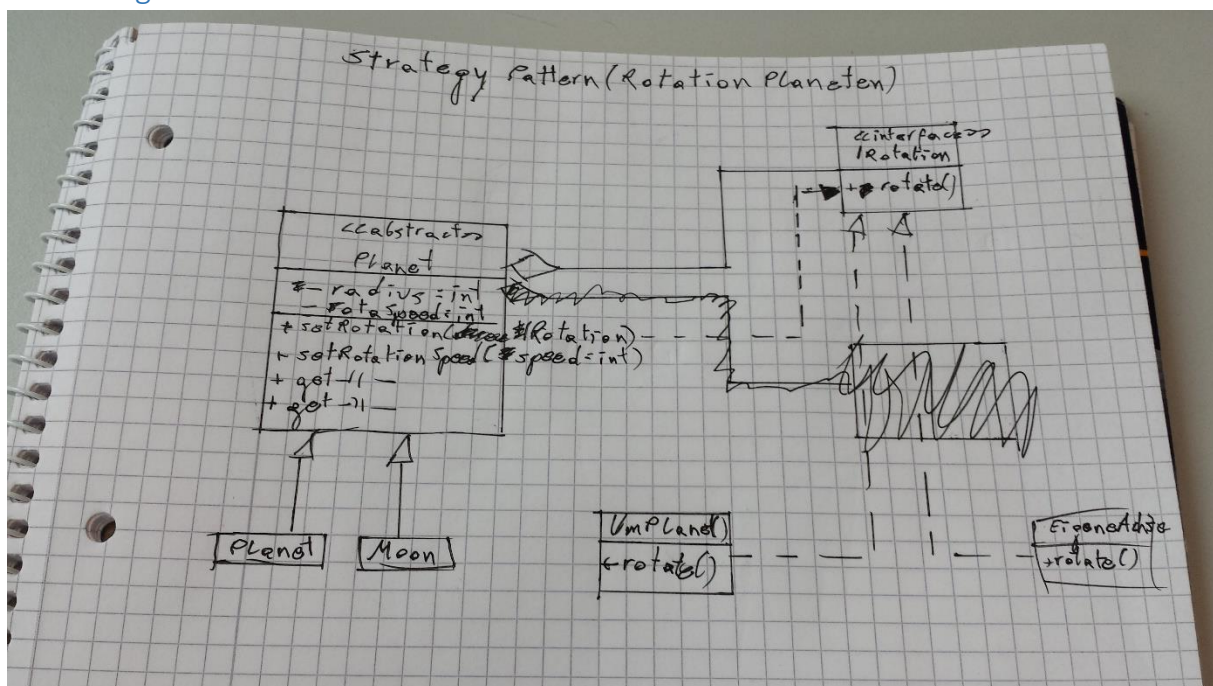 Strategy Pattern (Rotation Planeten)
<<interface>>
IRotation
+ rotate()
<<abstract>>
Planet
- radius = int
- rotaSpeed = int
+ setRotation(IRotation)
+ setRotationSpeed(speed = int)
+ get -||-
+ get -||-
Planet
Moon
UmPlanet()
+rotate()
EigeneAchse
+rotate()